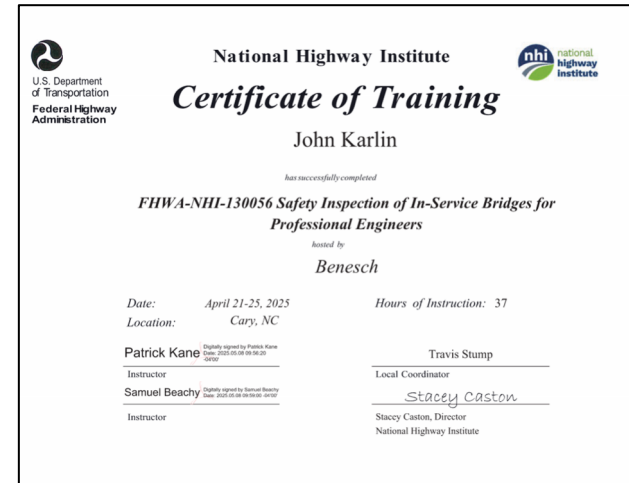 U.S. Department
of Transportation
Federal Highway
Administration
National Highway Institute
nhi national
highway
institute
Certificate of Training
John Karlin
has successfully completed
FHWA-NHI-130056 Safety Inspection of In-Service Bridges for
Professional Engineers
hosted by
Benesch
Date: April 21-25, 2025
Hours of Instruction: 37
Location: Cary, NC
Patrick Kane Digitally signed by Patrick Kane
Date: 2025.05.08 09:56:20
-04'00'
Instructor
Travis Stump
Local Coordinator
Samuel Beachy Digitally signed by Samuel Beachy
Date: 2025.05.08 09:59:00 -04'00'
Instructor
Stacey Caston
Stacey Caston, Director
National Highway Institute